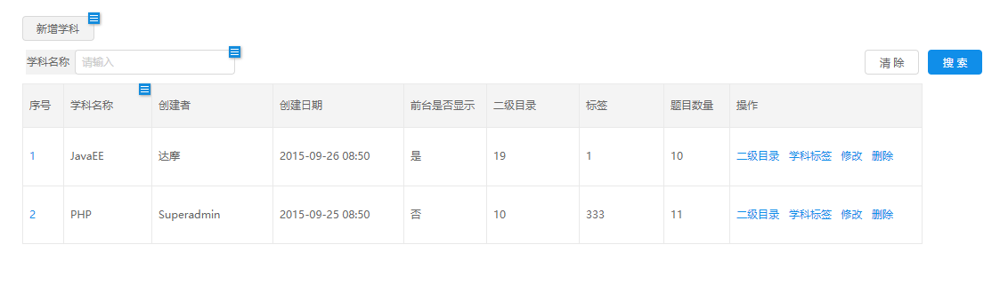 新增学科
学科名称 请输入 清 除 搜 索
序号 学科名称 创建者 创建日期 前台是否显示 二级目录 标签 题目数量 操作
1 JavaEE 达摩 2015-09-26 08:50 是 19 1 10 二级目录 学科标签 修改 删除
2 PHP Superadmin 2015-09-25 08:50 否 10 333 11 二级目录 学科标签 修改 删除